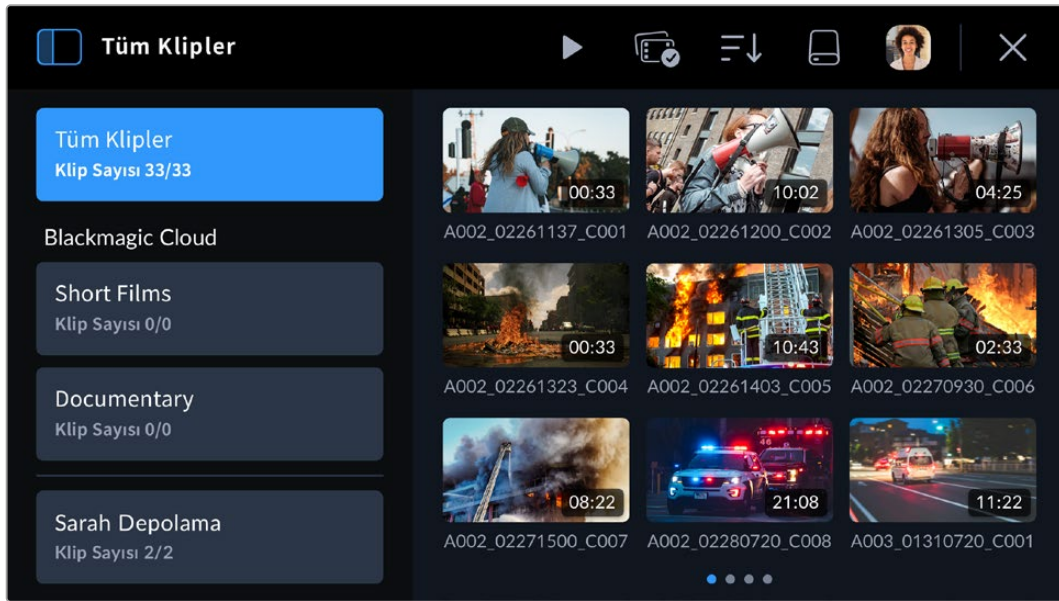 Tüm Klipler
Tüm Klipler
Klip Sayısı 33/33
Blackmagic Cloud
Short Films
Klip Sayısı 0/0
Documentary
Klip Sayısı 0/0
Sarah Depolama
Klip Sayısı 2/2
00:33
10:02
04:25
A002_02261137_C001
A002_02261200_C002
A002_02261305_C003
00:33
10:43
02:33
A002_02261323_C004
A002_02261403_C005
A002_02270930_C006
46
08:22
21:08
11:22
A002_02271500_C007
A002_02280720_C008
A003_01310720_C001